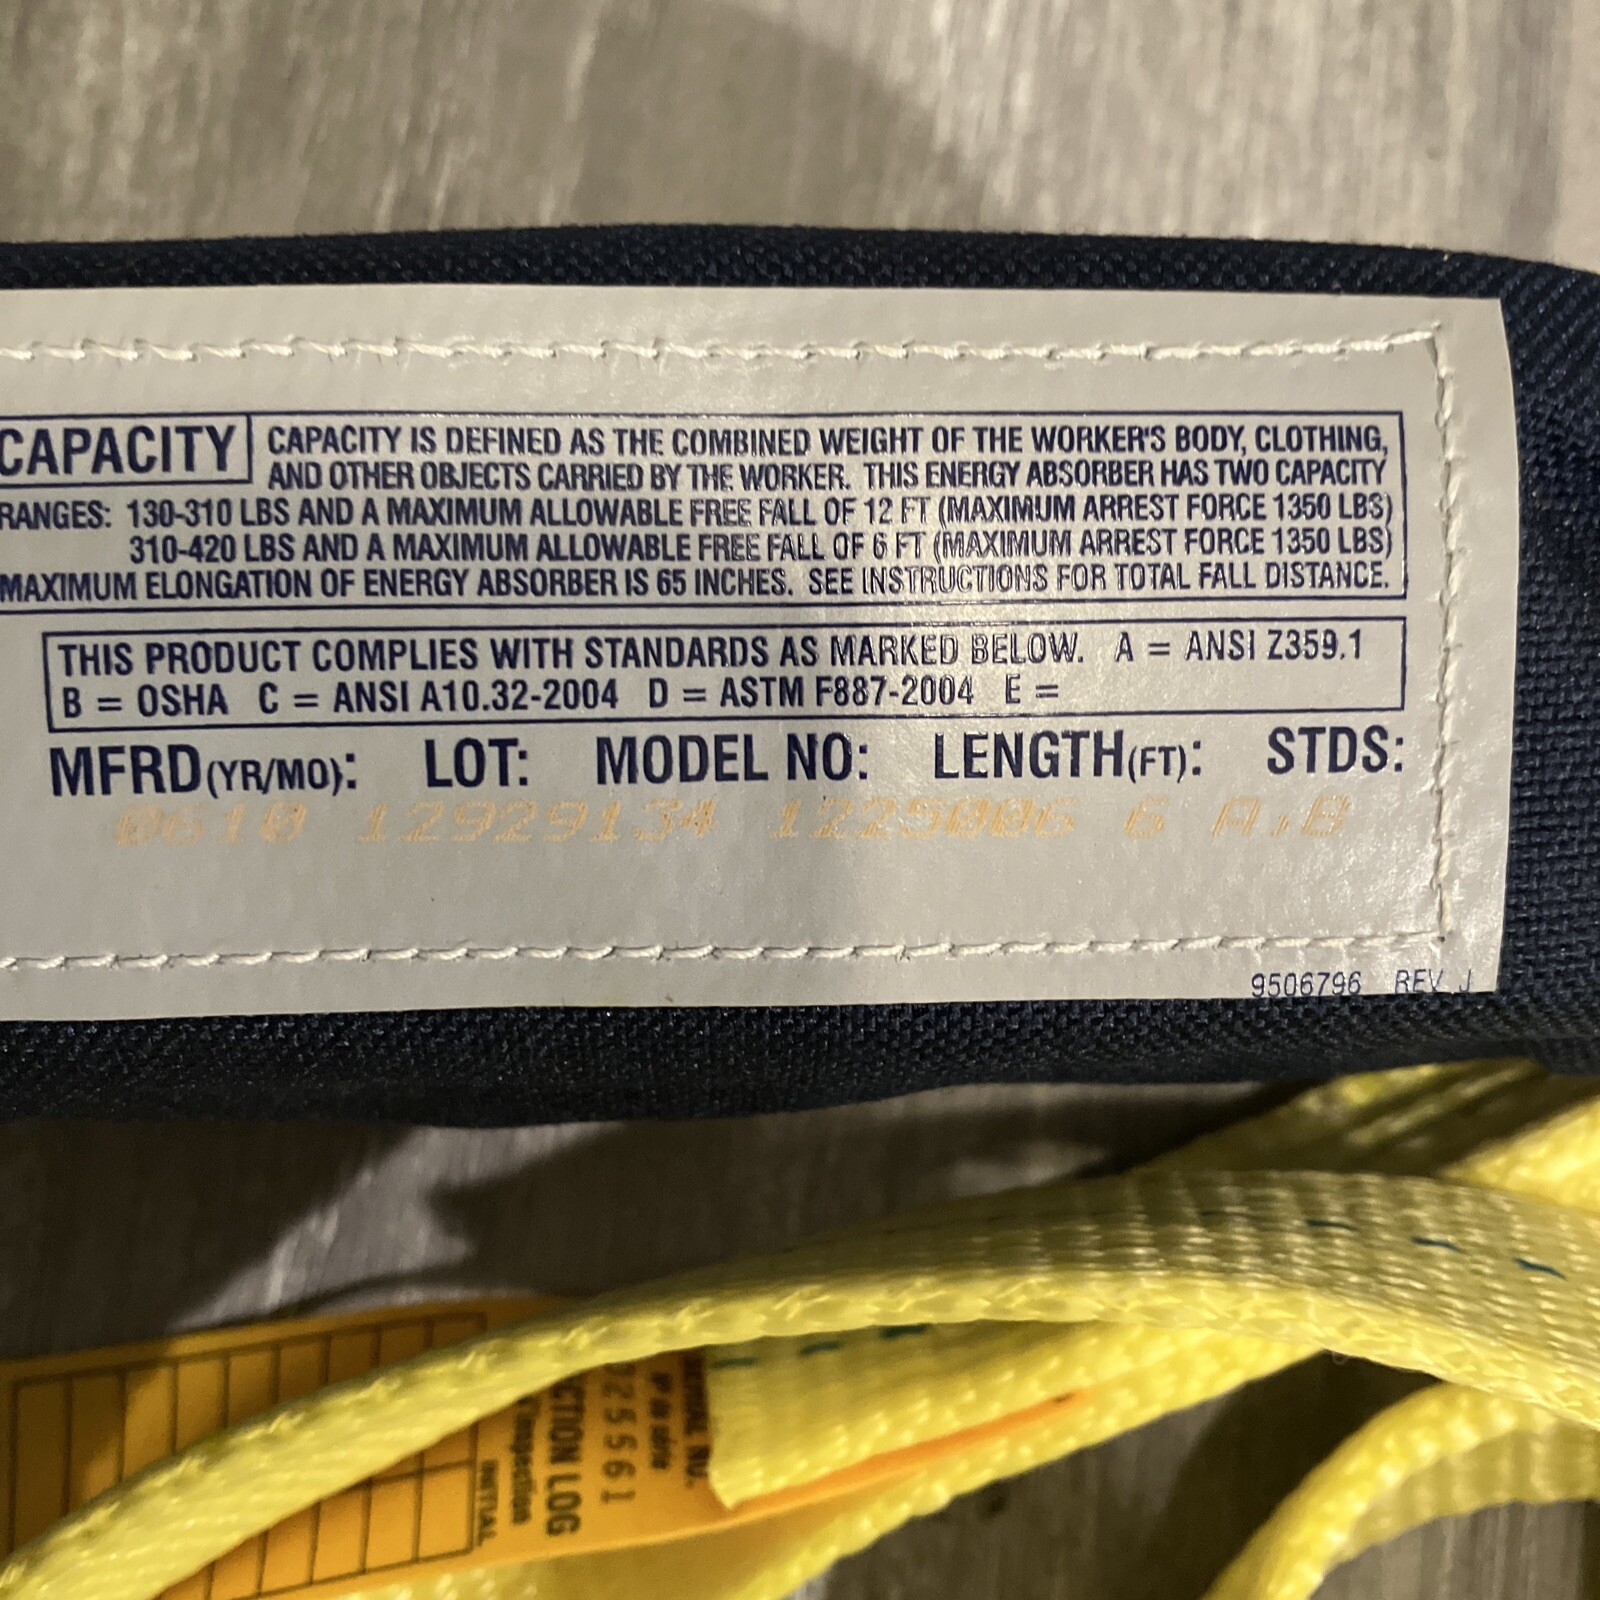 CAPACITY CAPACITY IS DEFINED AS THE COMBINED WEIGHT OF THE WORKER'S BODY, CLOTHING,
AND OTHER OBJECTS CARRIED BY THE WORKER. THIS ENERGY ABSORBER HAS TWO CAPACITY
RANGES: 130-310 LBS AND A MAXIMUM ALLOWABLE FREE FALL OF 12 FT (MAXIMUM ARREST FORCE 1350 LBS)
310-420 LBS AND A MAXIMUM ALLOWABLE FREE FALL OF 6 FT (MAXIMUM ARREST FORCE 1350 LBS)
MAXIMUM ELONGATION OF ENERGY ABSORBER IS 65 INCHES. SEE INSTRUCTIONS FOR TOTAL FALL DISTANCE.
THIS PRODUCT COMPLIES WITH STANDARDS AS MARKED BELOW. A = ANSI Z359.1
B = OSHA C = ANSI A10.32-2004 D = ASTM F887-2004 E =
MFRD(YR/MO): LOT: MODEL NO: LENGTH(FT): STDS:
0610 12929134 1225006 6 A,B
9506796 REV J
NO.
N° de série
LOG
INITIAL